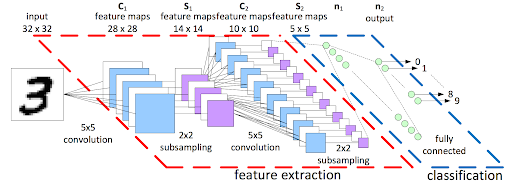 C1 S1 C2 S2 n1 n2
input feature maps feature maps feature maps feature maps output
32 x 32 28 x 28 14 x 14 10 x 10 5 x 5
0
1
3
8
9
5x5
convolution
2x2
subsampling
5x5
convolution
2x2
subsampling
fully
connected
feature extraction
classification